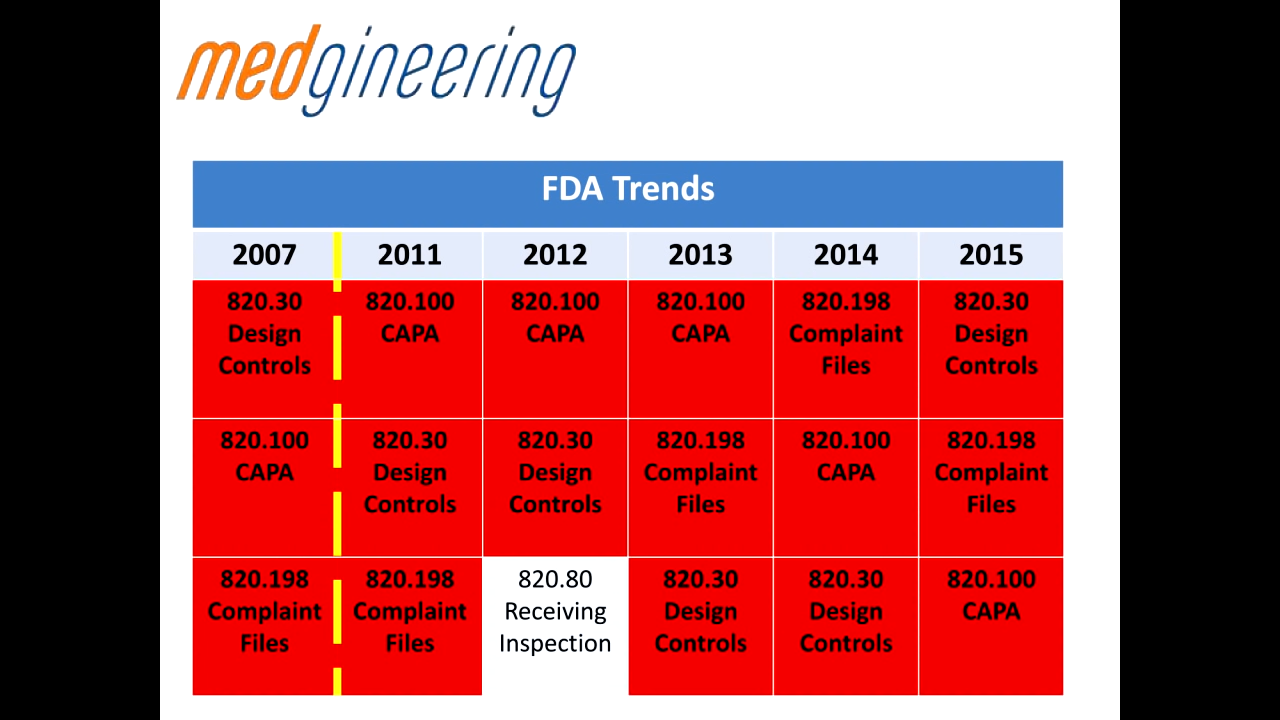 medgineering
FDA Trends
2007 2011 2012 2013 2014 2015
820.30 820.100 820.100 820.100 820.198 820.30
Design CAPA CAPA CAPA Complaint Design
Controls Files Controls
820.100 820.30 820.30 820.198 820.100 820.198
CAPA Design Design Complaint CAPA Complaint
Controls Controls Files Files
820.198 820.198 820.80 820.30 820.30 820.100
Complaint Complaint Receiving Design Design CAPA
Files Files Inspection Controls Controls